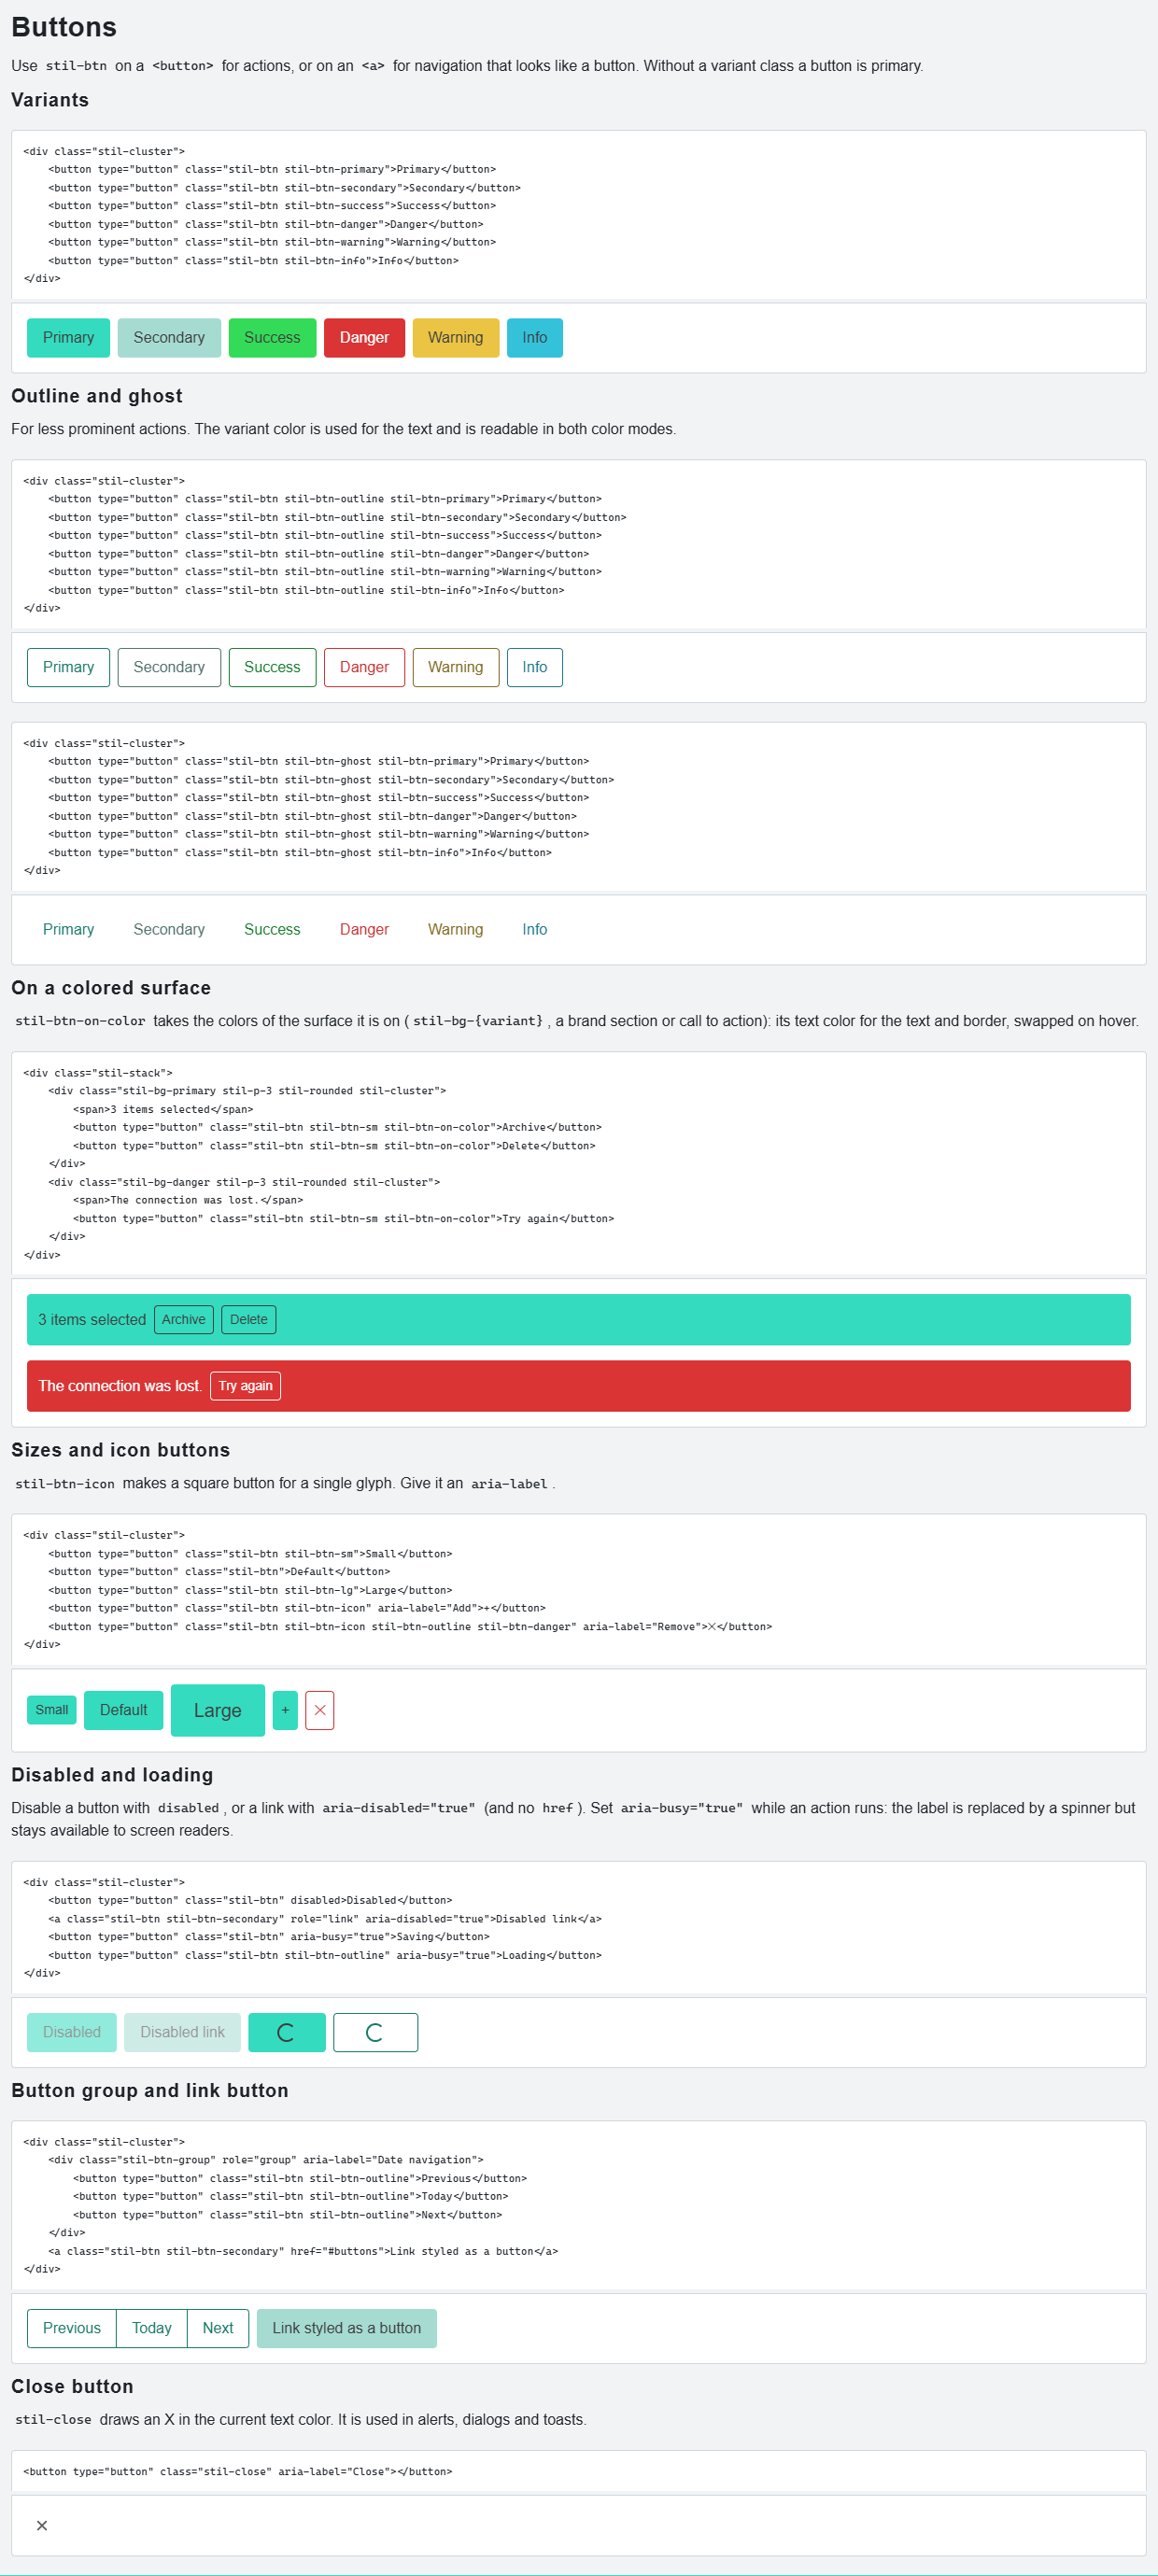 Buttons
Use stil-btn on a <button> for actions, or on an <a> for navigation that looks like a button. Without a variant class a button is primary.
Variants
<div class="stil-cluster">
    <button type="button" class="stil-btn stil-btn-primary">Primary</button>
    <button type="button" class="stil-btn stil-btn-secondary">Secondary</button>
    <button type="button" class="stil-btn stil-btn-success">Success</button>
    <button type="button" class="stil-btn stil-btn-danger">Danger</button>
    <button type="button" class="stil-btn stil-btn-warning">Warning</button>
    <button type="button" class="stil-btn stil-btn-info">Info</button>
</div>
Primary Secondary Success Danger Warning Info
Outline and ghost
For less prominent actions. The variant color is used for the text and is readable in both color modes.
<div class="stil-cluster">
    <button type="button" class="stil-btn stil-btn-outline stil-btn-primary">Primary</button>
    <button type="button" class="stil-btn stil-btn-outline stil-btn-secondary">Secondary</button>
    <button type="button" class="stil-btn stil-btn-outline stil-btn-success">Success</button>
    <button type="button" class="stil-btn stil-btn-outline stil-btn-danger">Danger</button>
    <button type="button" class="stil-btn stil-btn-outline stil-btn-warning">Warning</button>
    <button type="button" class="stil-btn stil-btn-outline stil-btn-info">Info</button>
</div>
Primary Secondary Success Danger Warning Info
<div class="stil-cluster">
    <button type="button" class="stil-btn stil-btn-ghost stil-btn-primary">Primary</button>
    <button type="button" class="stil-btn stil-btn-ghost stil-btn-secondary">Secondary</button>
    <button type="button" class="stil-btn stil-btn-ghost stil-btn-success">Success</button>
    <button type="button" class="stil-btn stil-btn-ghost stil-btn-danger">Danger</button>
    <button type="button" class="stil-btn stil-btn-ghost stil-btn-warning">Warning</button>
    <button type="button" class="stil-btn stil-btn-ghost stil-btn-info">Info</button>
</div>
Primary Secondary Success Danger Warning Info
On a colored surface
stil-btn-on-color takes the colors of the surface it is on ( stil-bg-{variant} , a brand section or call to action): its text color for the text and border, swapped on hover.
<div class="stil-stack">
    <div class="stil-bg-primary stil-p-3 stil-rounded stil-cluster">
        <span>3 items selected</span>
        <button type="button" class="stil-btn stil-btn-sm stil-btn-on-color">Archive</button>
        <button type="button" class="stil-btn stil-btn-sm stil-btn-on-color">Delete</button>
    </div>
    <div class="stil-bg-danger stil-p-3 stil-rounded stil-cluster">
        <span>The connection was lost.</span>
        <button type="button" class="stil-btn stil-btn-sm stil-btn-on-color">Try again</button>
    </div>
</div>
3 items selected Archive Delete
The connection was lost. Try again
Sizes and icon buttons
stil-btn-icon makes a square button for a single glyph. Give it an aria-label .
<div class="stil-cluster">
    <button type="button" class="stil-btn stil-btn-sm">Small</button>
    <button type="button" class="stil-btn">Default</button>
    <button type="button" class="stil-btn stil-btn-lg">Large</button>
    <button type="button" class="stil-btn stil-btn-icon" aria-label="Add">+</button>
    <button type="button" class="stil-btn stil-btn-icon stil-btn-outline stil-btn-danger" aria-label="Remove">×</button>
</div>
Small Default Large + ×
Disabled and loading
Disable a button with disabled , or a link with aria-disabled="true" (and no href ). Set aria-busy="true" while an action runs: the label is replaced by a spinner but
stays available to screen readers.
<div class="stil-cluster">
    <button type="button" class="stil-btn" disabled>Disabled</button>
    <a class="stil-btn stil-btn-secondary" role="link" aria-disabled="true">Disabled link</a>
    <button type="button" class="stil-btn" aria-busy="true">Saving</button>
    <button type="button" class="stil-btn stil-btn-outline" aria-busy="true">Loading</button>
</div>
Disabled Disabled link
Button group and link button
<div class="stil-cluster">
    <div class="stil-btn-group" role="group" aria-label="Date navigation">
        <button type="button" class="stil-btn stil-btn-outline">Previous</button>
        <button type="button" class="stil-btn stil-btn-outline">Today</button>
        <button type="button" class="stil-btn stil-btn-outline">Next</button>
    </div>
    <a class="stil-btn stil-btn-secondary" href="#buttons">Link styled as a button</a>
</div>
Previous Today Next Link styled as a button
Close button
stil-close draws an X in the current text color. It is used in alerts, dialogs and toasts.
<button type="button" class="stil-close" aria-label="Close"></button>
×